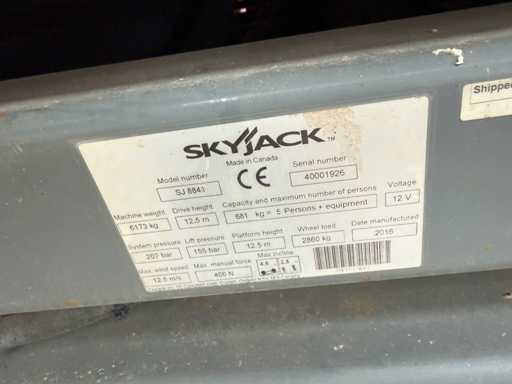 Shipped
SKYJACK™
Made in Canada
CE
Model number
SJ 8843
Serial number
40001926
Machine weight
6173 kg
Drive height
12.5 m
Capacity and maximum number of persons
681 kg = 5 Persons + equipment
Voltage
12 V
System pressure
207 bar
Lift pressure
155 bar
Platform height
12.5 m
Wheel load
2860 kg
Date manufactured
2016
Max. wind speed
12.5 m/s
Max. manual force
400 N
Max incline